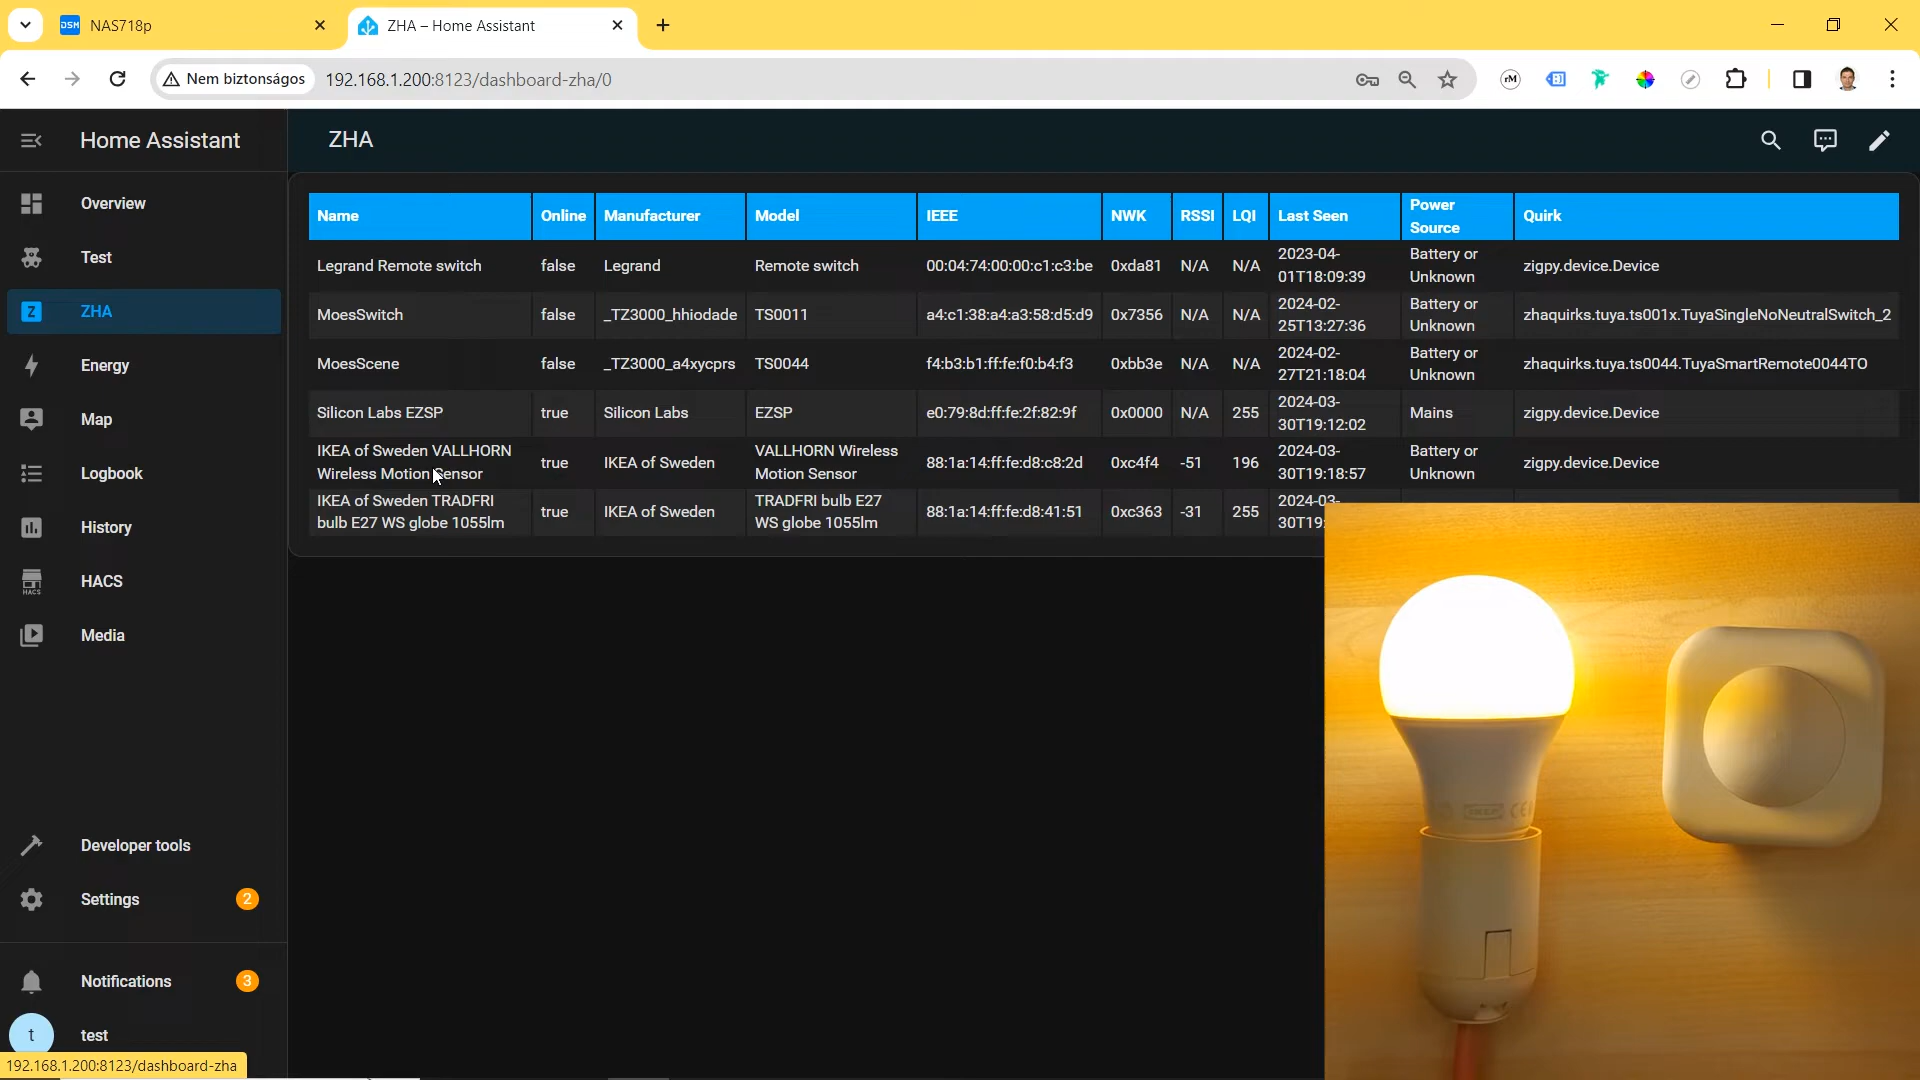 NAS718p
ZHA – Home Assistant
Nem biztonságos
192.168.1.200:8123/dashboard-zha/0
Home Assistant
ZHA
Overview
Test
ZHA
Energy
Map
Logbook
History
HACS
Media
Developer tools
Settings
2
Notifications
3
t
test
192.168.1.200:8123/dashboard-zha
Name Online Manufacturer Model IEEE NWK RSSI LQI Last Seen Power Source Quirk
Legrand Remote switch false Legrand Remote switch 00:04:74:00:00:c1:c3:be 0xda81 N/A N/A 2023-04-01T18:09:39 Battery or Unknown zigpy.device.Device
MoesSwitch false _TZ3000_hhiodade TS0011 a4:c1:38:a4:a3:58:d5:d9 0x7356 N/A N/A 2024-02-25T13:27:36 Battery or Unknown zhaquirks.tuya.ts001x.TuyaSingleNoNeutralSwitch_2
MoesScene false _TZ3000_a4xycprs TS0044 f4:b3:b1:ff:fe:f0:b4:f3 0xbb3e N/A N/A 2024-02-27T21:18:04 Battery or Unknown zhaquirks.tuya.ts0044.TuyaSmartRemote0044TO
Silicon Labs EZSP true Silicon Labs EZSP e0:79:8d:ff:fe:2f:82:9f 0x0000 N/A 255 2024-03-30T19:12:02 Mains zigpy.device.Device
IKEA of Sweden VALLHORN Wireless Motion Sensor true IKEA of Sweden VALLHORN Wireless Motion Sensor 88:1a:14:ff:fe:d8:c8:2d 0xc4f4 -51 196 2024-03-30T19:18:57 Battery or Unknown zigpy.device.Device
IKEA of Sweden TRADFRI bulb E27 WS globe 1055lm true IKEA of Sweden TRADFRI bulb E27 WS globe 1055lm 88:1a:14:ff:fe:d8:41:51 0xc363 -31 255 2024-03-30T19: